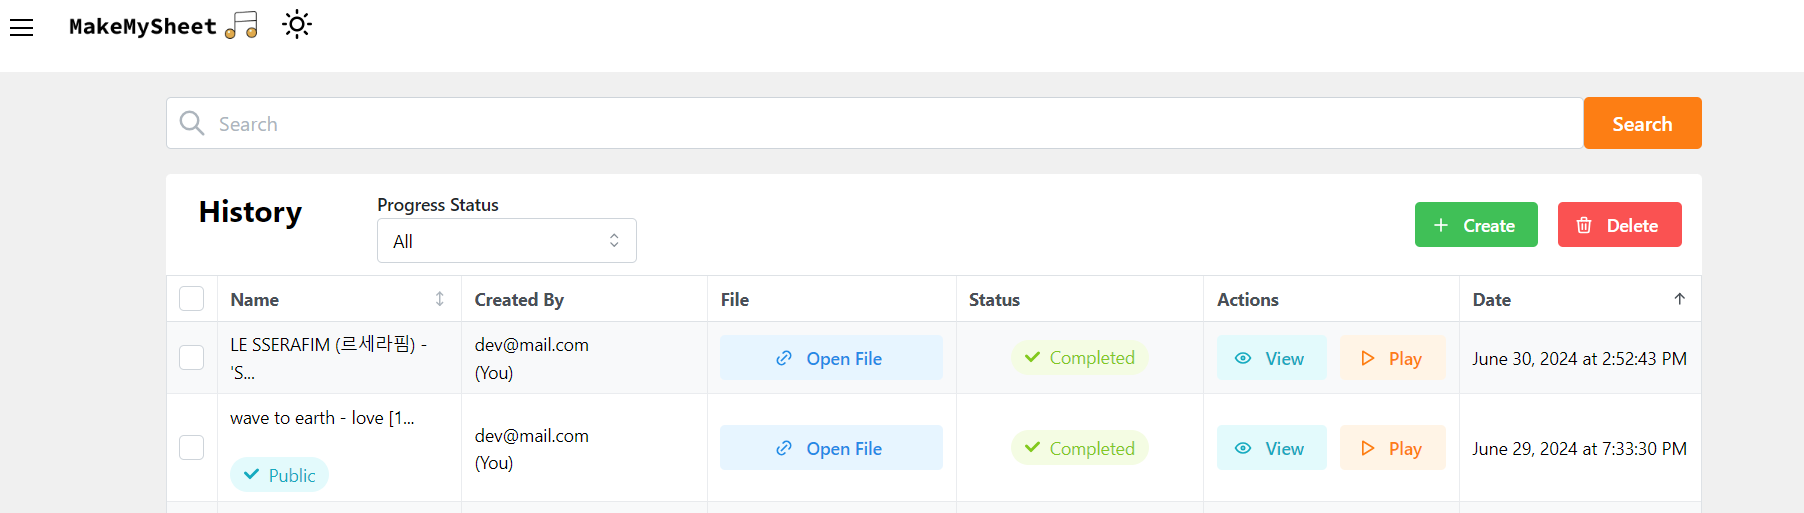 MakeMySheet
Search
Search
History
Progress Status
All
Create
Delete
Name
Created By
File
Status
Actions
Date
LE SSERAFIM (르세라핌) -
'S...
dev@mail.com
(You)
Open File
Completed
View
Play
June 30, 2024 at 2:52:43 PM
wave to earth - love [1...
Public
dev@mail.com
(You)
Open File
Completed
View
Play
June 29, 2024 at 7:33:30 PM